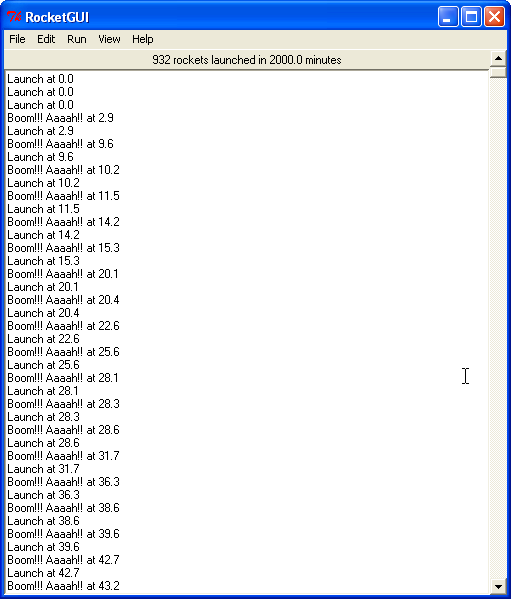 RocketGUI
File Edit Run View Help
932 rockets launched in 2000.0 minutes
Launch at 0.0
Launch at 0.0
Launch at 0.0
Boom!!! Aaaah!! at 2.9
Launch at 2.9
Boom!!! Aaaah!! at 9.6
Launch at 9.6
Boom!!! Aaaah!! at 10.2
Launch at 10.2
Boom!!! Aaaah!! at 11.5
Launch at 11.5
Boom!!! Aaaah!! at 14.2
Launch at 14.2
Boom!!! Aaaah!! at 15.3
Launch at 15.3
Boom!!! Aaaah!! at 20.1
Launch at 20.1
Boom!!! Aaaah!! at 20.4
Launch at 20.4
Boom!!! Aaaah!! at 22.6
Launch at 22.6
Boom!!! Aaaah!! at 25.6
Launch at 25.6
Boom!!! Aaaah!! at 28.1
Launch at 28.1
Boom!!! Aaaah!! at 28.3
Launch at 28.3
Boom!!! Aaaah!! at 28.6
Launch at 28.6
Boom!!! Aaaah!! at 31.7
Launch at 31.7
Boom!!! Aaaah!! at 36.3
Launch at 36.3
Boom!!! Aaaah!! at 38.6
Launch at 38.6
Boom!!! Aaaah!! at 39.6
Launch at 39.6
Boom!!! Aaaah!! at 42.7
Launch at 42.7
Boom!!! Aaaah!! at 43.2